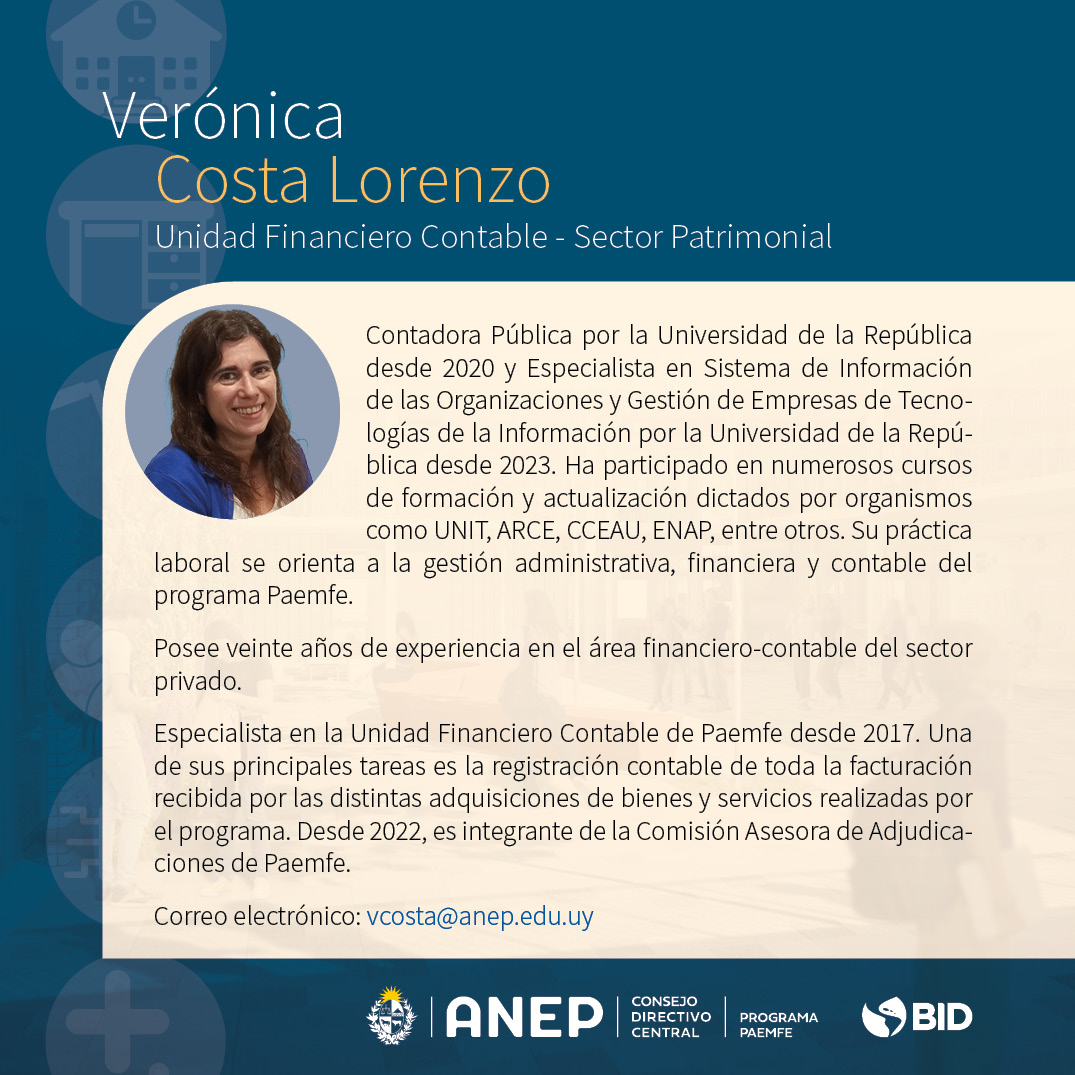 Verónica
Costa Lorenzo
Unidad Financiero Contable - Sector Patrimonial
Contadora Pública por la Universidad de la República
desde 2020 y Especialista en Sistema de Información
de las Organizaciones y Gestión de Empresas de Tecno-
logías de la Información por la Universidad de la Repú-
blica desde 2023. Ha participado en numerosos cursos
de formación y actualización dictados por organismos
como UNIT, ARCE, CCEAU, ENAP, entre otros. Su práctica
laboral se orienta a la gestión administrativa, financiera y contable del
programa Paemfe.
Posee veinte años de experiencia en el área financiero-contable del sector
privado.
Especialista en la Unidad Financiero Contable de Paemfe desde 2017. Una
de sus principales tareas es la registración contable de toda la facturación
recibida por las distintas adquisiciones de bienes y servicios realizadas por
el programa. Desde 2022, es integrante de la Comisión Asesora de Adjudica-
ciones de Paemfe.
Correo electrónico: vcosta@anep.edu.uy
ANEP
CONSEJO
DIRECTIVO
CENTRAL
PROGRAMA
PAEMFE
BID